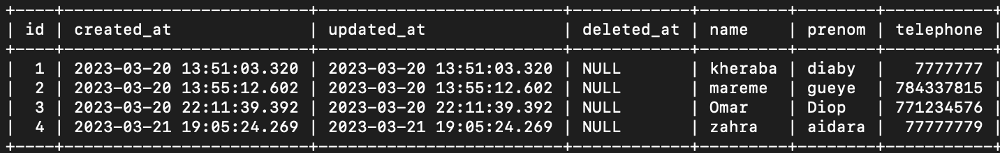 | id | created_at | updated_at | deleted_at | name | prenom | telephone |
| 1 | 2023-03-20 13:51:03.320 | 2023-03-20 13:51:03.320 | NULL | kheraba | diaby | 7777777 |
| 2 | 2023-03-20 13:55:12.602 | 2023-03-20 13:55:12.602 | NULL | mareme | gueye | 784337815 |
| 3 | 2023-03-20 22:11:39.392 | 2023-03-20 22:11:39.392 | NULL | Omar | Diop | 771234576 |
| 4 | 2023-03-21 19:05:24.269 | 2023-03-21 19:05:24.269 | NULL | zahra | aidara | 77777779 |